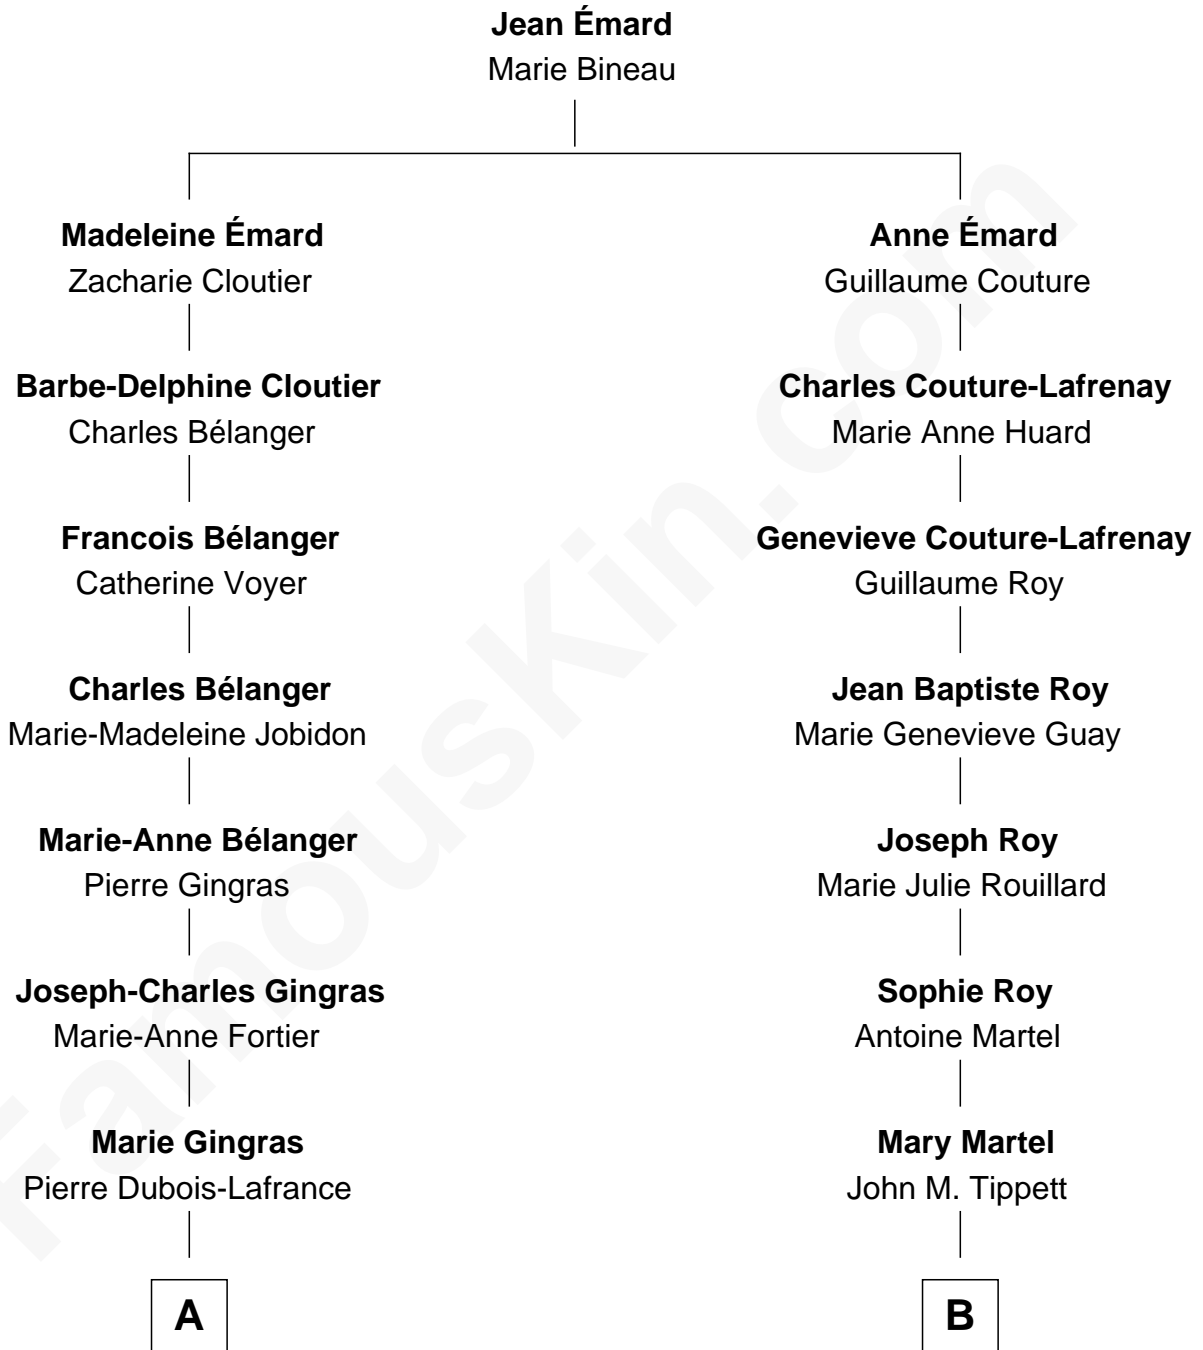 Jean Émard
Marie Bineau
Madeleine Émard
Zacharie Cloutier
Anne Émard
Guillaume Couture
Barbe-Delphine Cloutier
Charles Bélanger
Charles Couture-Lafrenay
Marie Anne Huard
Francois Bélanger
Catherine Voyer
Genevieve Couture-Lafrenay
Guillaume Roy
Charles Bélanger
Marie-Madeleine Jobidon
Jean Baptiste Roy
Marie Genevieve Guay
Marie-Anne Bélanger
Pierre Gingras
Joseph Roy
Marie Julie Rouillard
Joseph-Charles Gingras
Marie-Anne Fortier
Sophie Roy
Antoine Martel
Marie Gingras
Pierre Dubois-Lafrance
Mary Martel
John M. Tippett
A
B
FamousKin.com